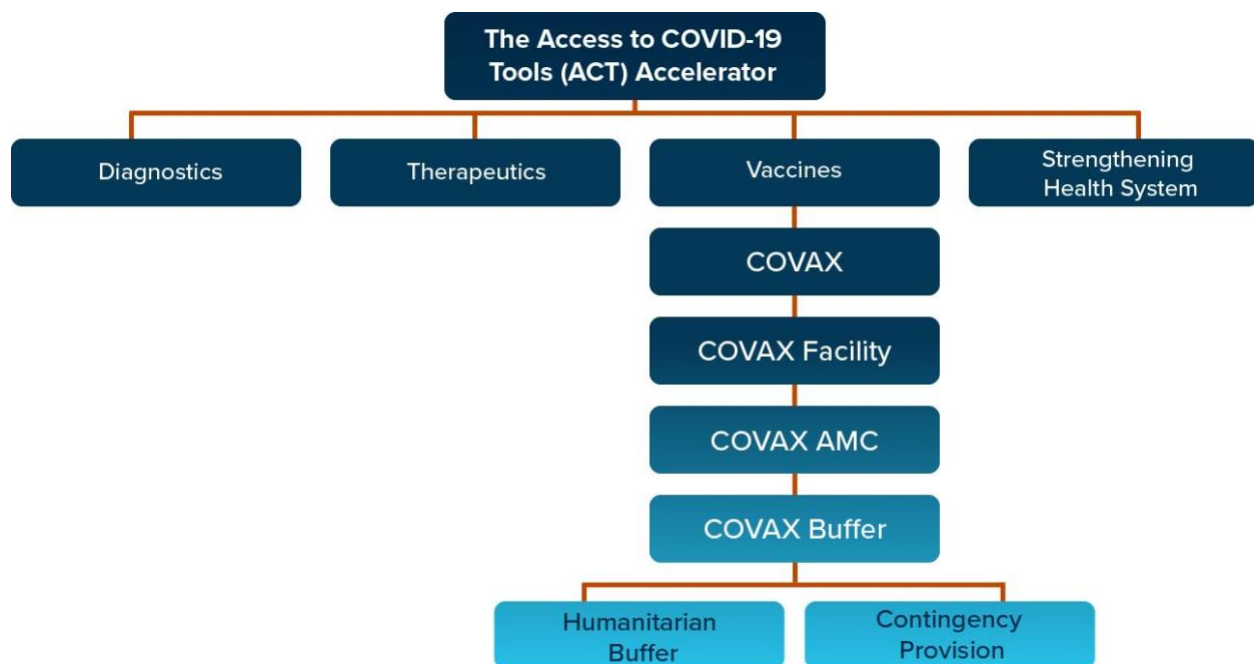 The Access to COVID-19
Tools (ACT) Accelerator
Diagnostics
Therapeutics
Vaccines
Strengthening
Health System
COVAX
COVAX Facility
COVAX AMC
COVAX Buffer
Humanitarian
Buffer
Contingency
Provision